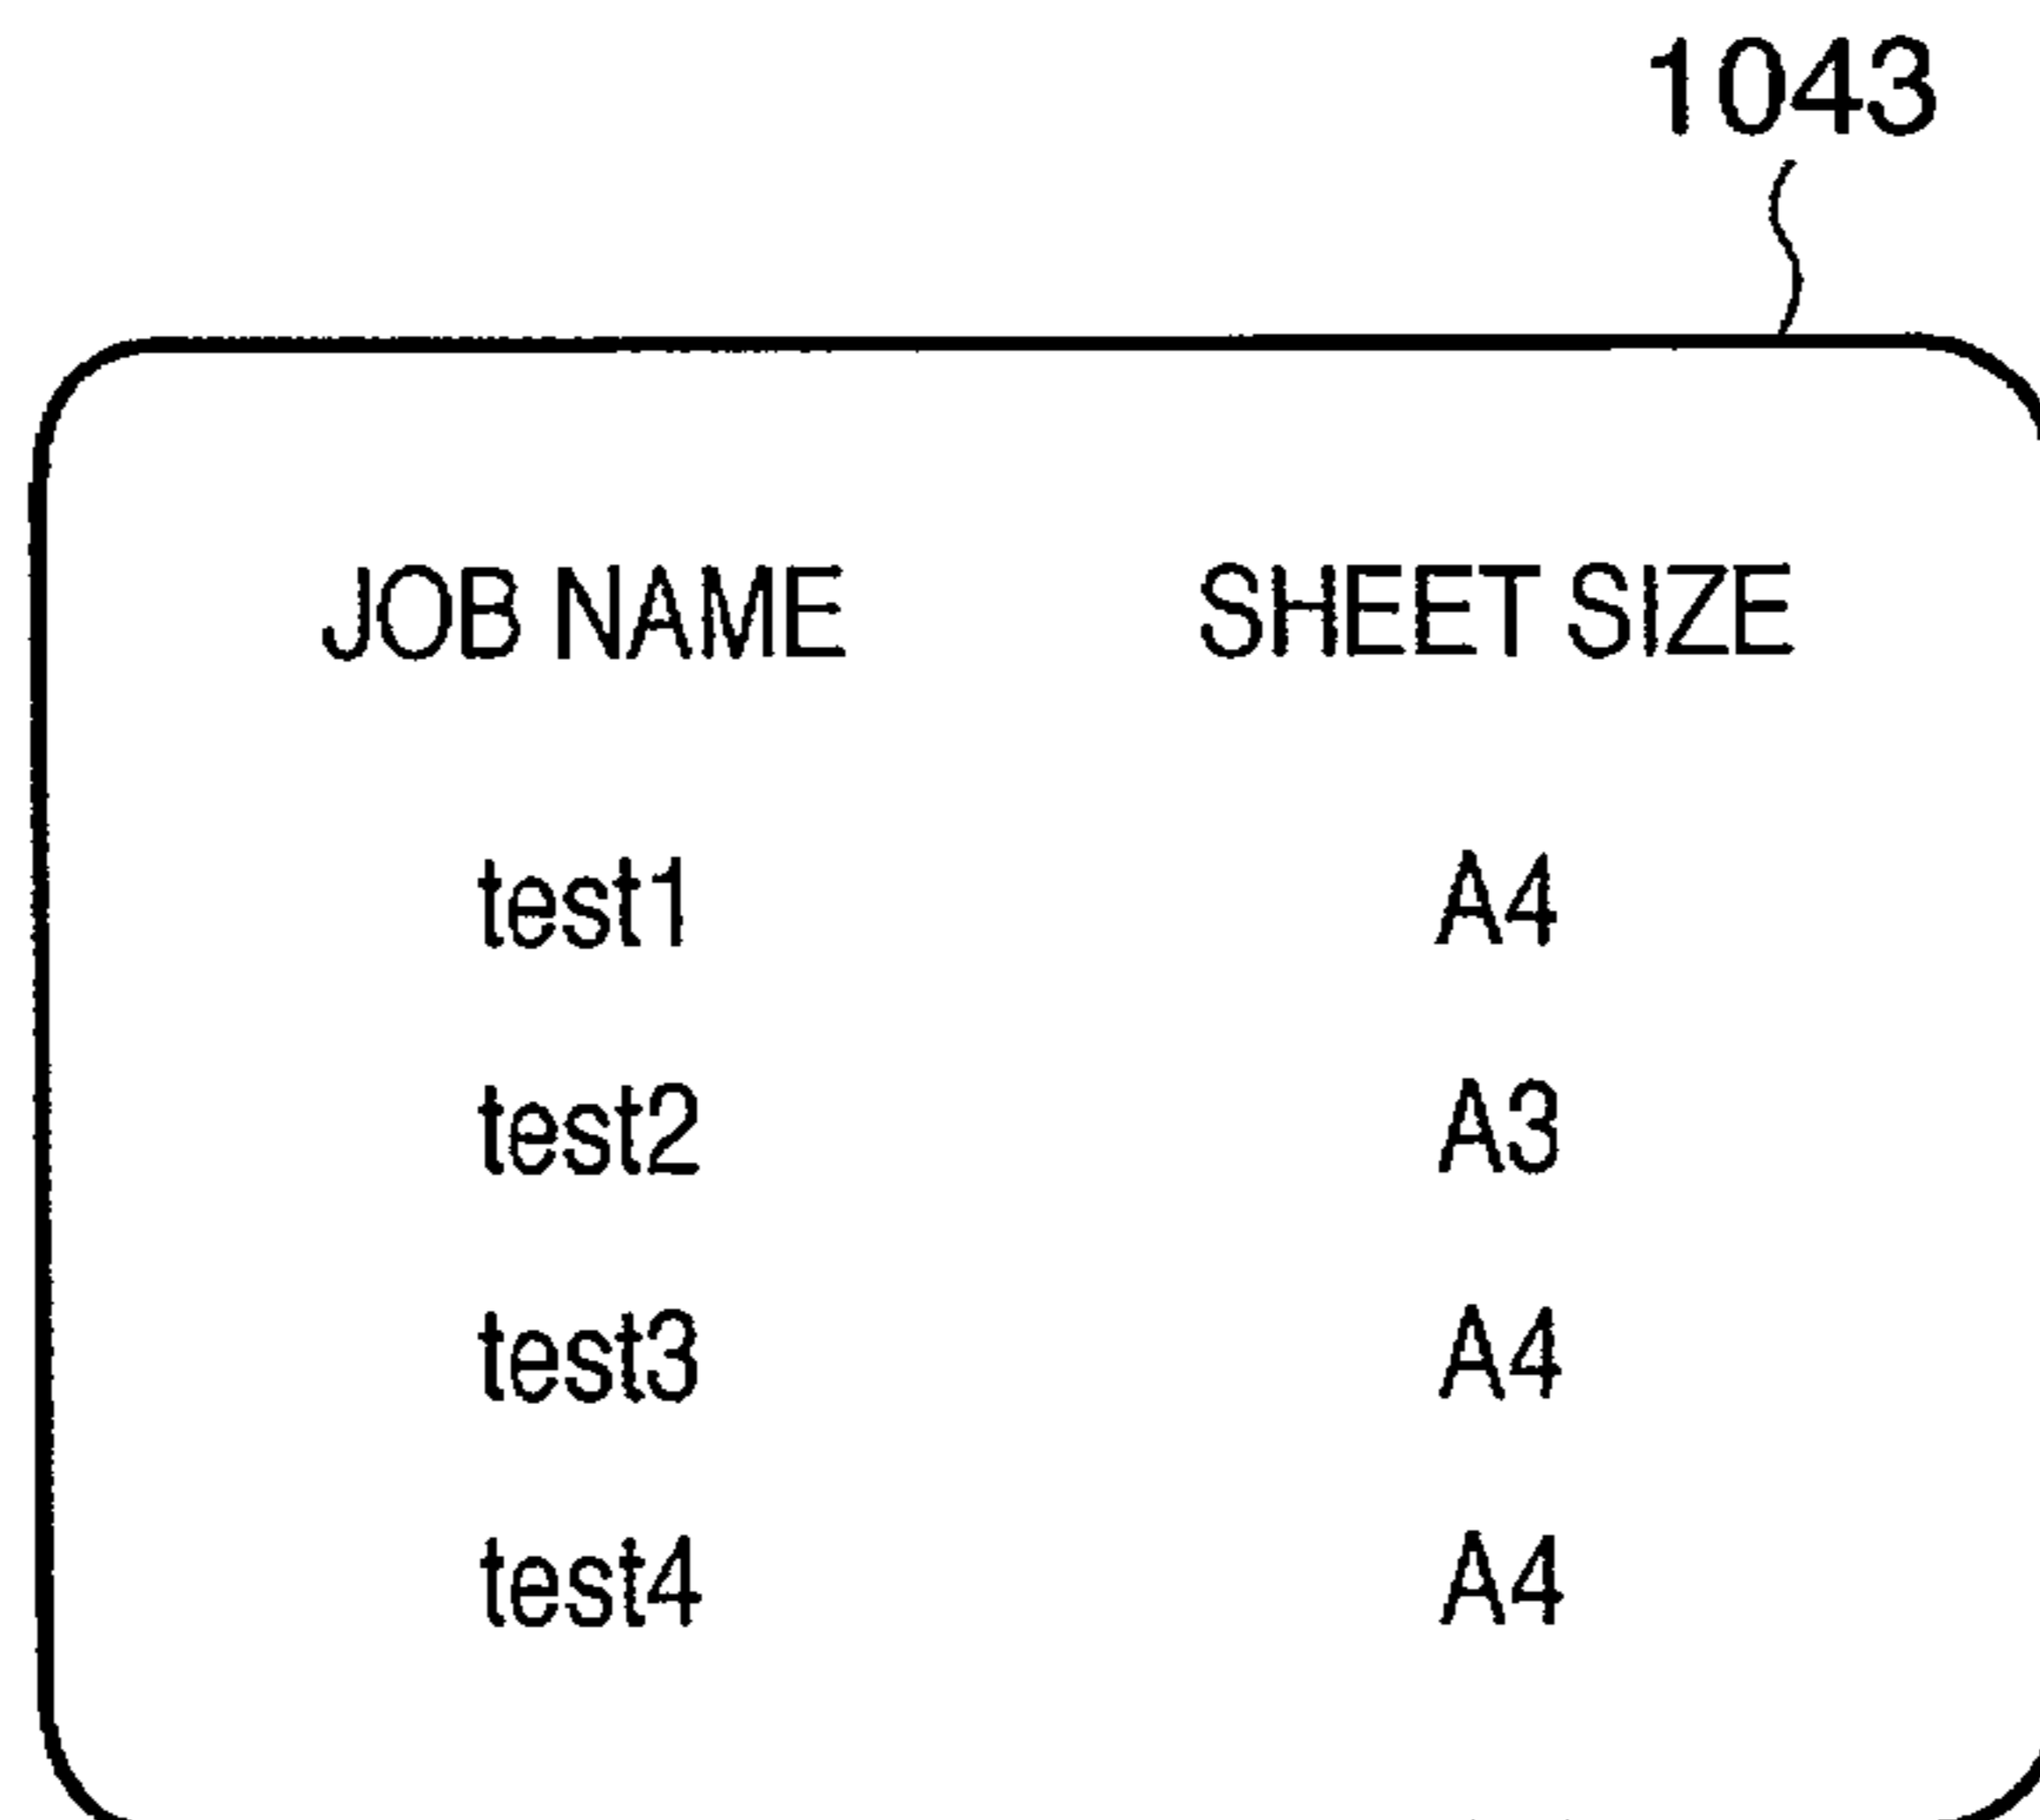 1043
JOB NAME SHEET SIZE
test1 A4
test2 A3
test3 A4
test4 A4